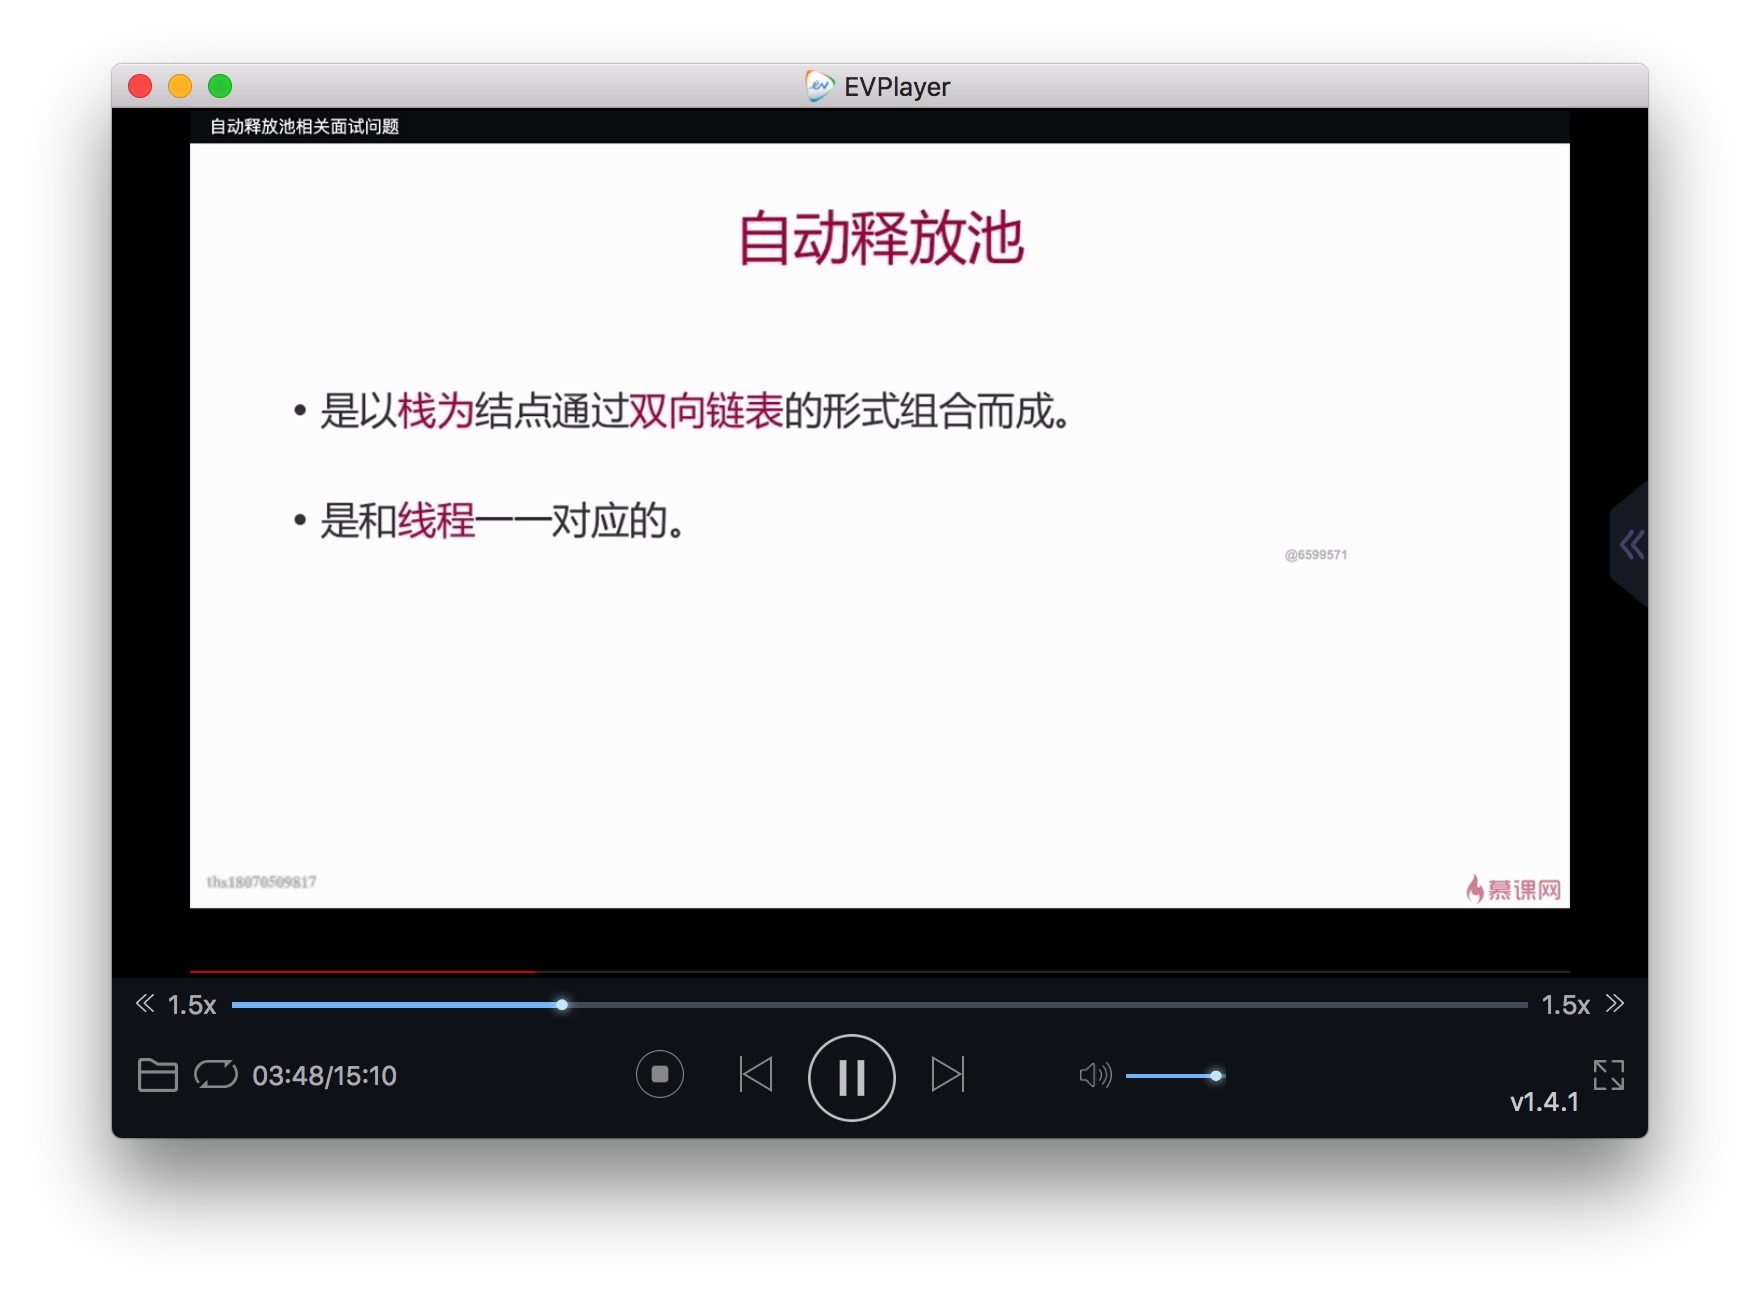 EVPlayer
自动释放池相关面试问题
自动释放池
• 是以栈为结点通过双向链表的形式组合而成。
• 是和线程一一对应的。
@6599571
ths18070509817
慕课网
1.5x
1.5x
03:48/15:10
v1.4.1